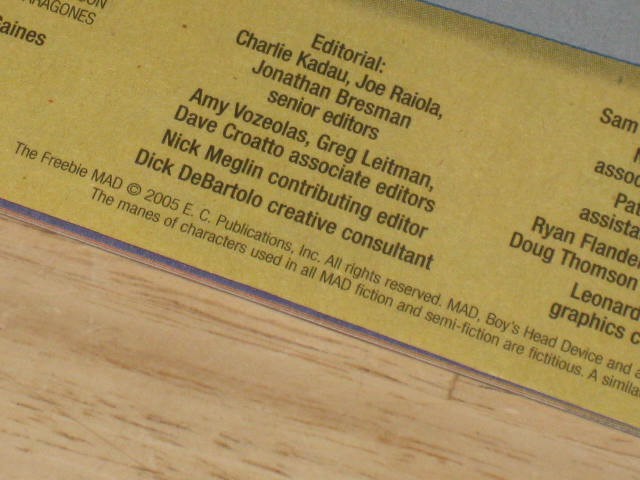 ARAGONES
Gaines
Editorial:
Charlie Kadau, Joe Raiola,
Jonathan Bresman
senior editors
Amy Vozeolas, Greg Leitman,
Dave Croatto associate editors
Nick Meglin contributing editor
Dick DeBartolo creative consultant
Sam
assoc
Pat
assista
Ryan Flander
Doug Thomson
Leonard
graphics c
The Freebie MAD © 2005 E. C. Publications, Inc. All rights reserved. MAD, Boy's Head Device and a
The manes of characters used in all MAD fiction and semi-fiction are fictitious. A simila